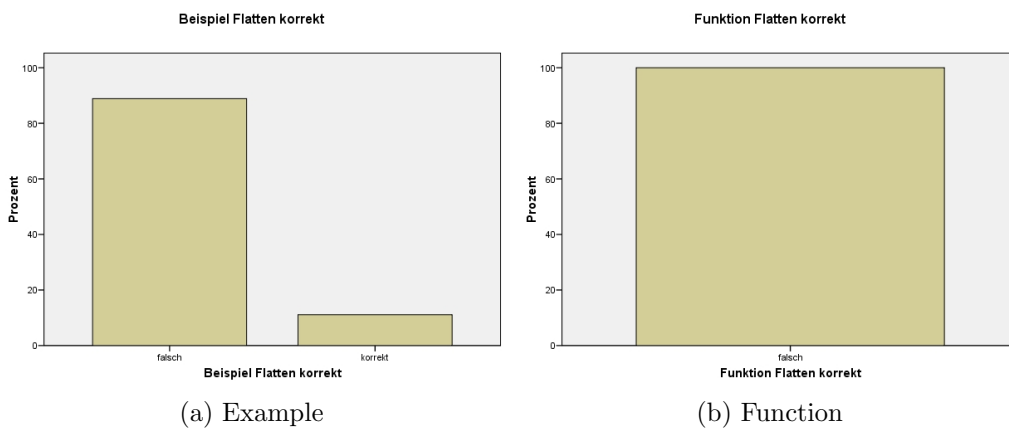 Beispiel Flatten korrekt
Prozent
100
80
60
40
20
0
falsch
korrekt
Beispiel Flatten korrekt
(a) Example
Funktion Flatten korrekt
Prozent
100
80
60
40
20
0
falsch
Funktion Flatten korrekt
(b) Function